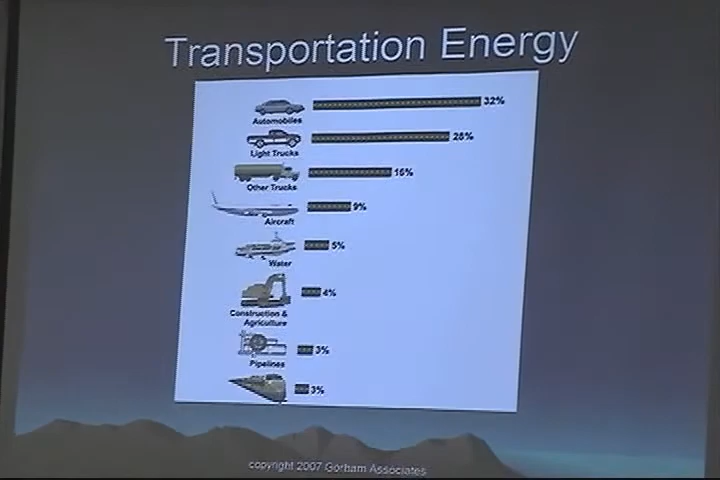 Transportation Energy
Automobiles
32%
Light Trucks
28%
Other Trucks
16%
Aircraft
9%
Water
5%
Construction &
Agriculture
4%
Pipelines
3%
3%
copyright 2007 Gorham Associates